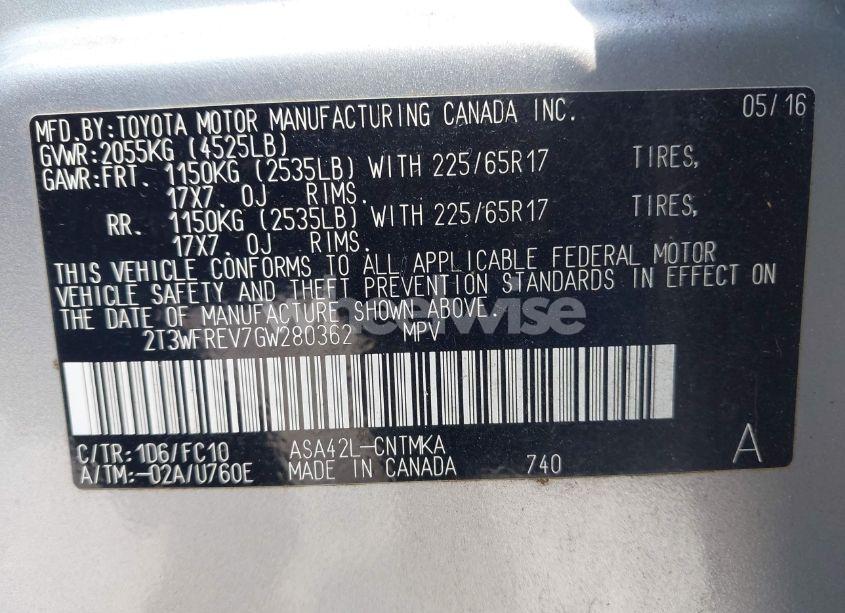 MFD.BY:TOYOTA MOTOR MANUFACTURING CANADA INC. 05/16
GVWR:2055KG (4525LB)
GAWR:FRT. 1150KG (2535LB) WITH 225/65R17 TIRES,
17X7. 0J RIMS.
RR. 1150KG (2535LB) WITH 225/65R17 TIRES,
17X7. 0J RIMS.
THIS VEHICLE CONFORMS TO ALL APPLICABLE FEDERAL MOTOR
VEHICLE SAFETY AND THEFT PREVENTION STANDARDS IN EFFECT ON
THE DATE OF MANUFACTURE SHOWN ABOVE.
2T3WFREV7GW280362 MPV
C/TR:1D6/FC10 ASA42L-CNTMKA A
A/TM:-02A/U760E MADE IN CANADA 740